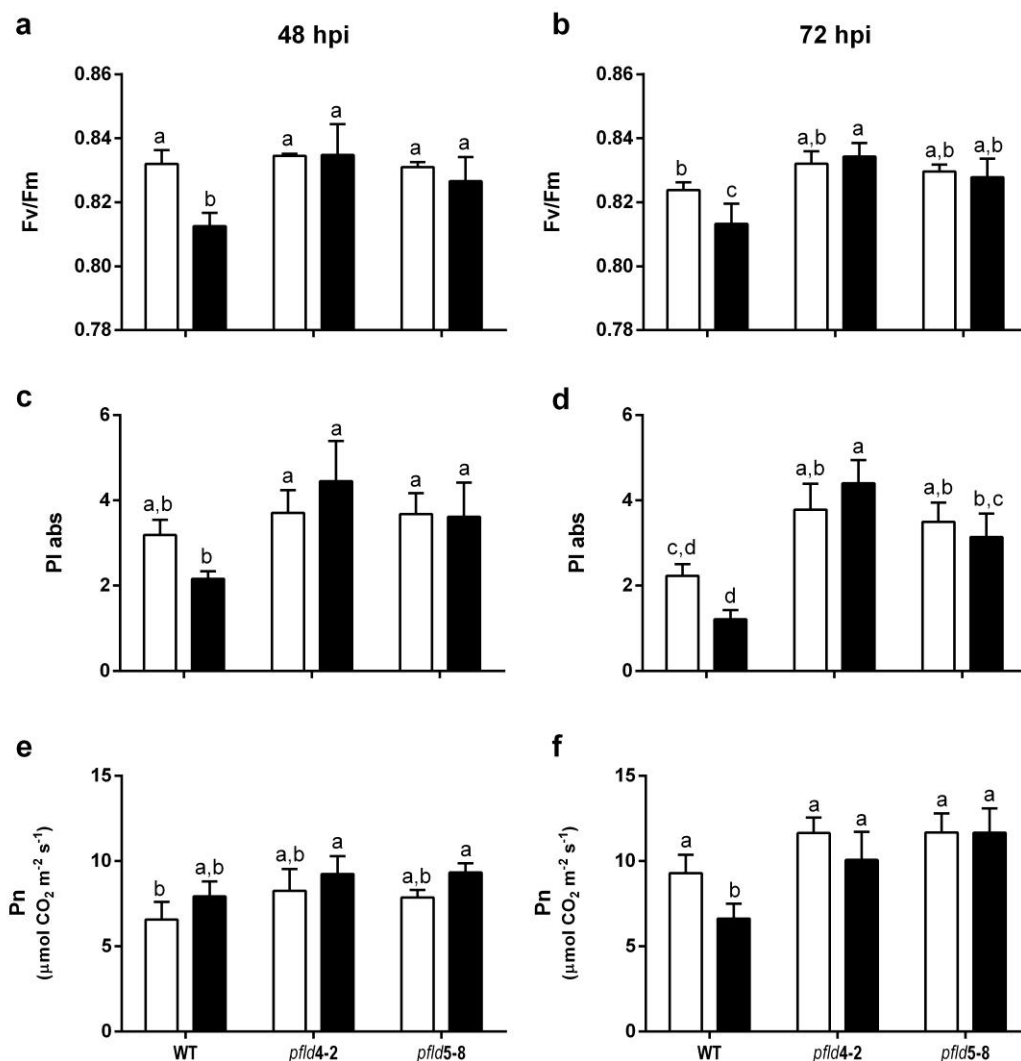 a
48 hpi
Fv/Fm
0.86
0.84
0.82
0.80
0.78
a
b
a
a
a
a
b
72 hpi
Fv/Fm
0.86
0.84
0.82
0.80
0.78
b
c
a,b
a
a,b
a,b
c
PI abs
6
4
2
0
a,b
b
a
a
a
a
d
PI abs
6
4
2
0
c,d
d
a,b
a
a,b
b,c
e
Pn
(μmol CO₂ m⁻² s⁻¹)
15
10
5
0
b
a,b
a,b
a
a,b
a
WT
pfld4-2
pfld5-8
f
Pn
(μmol CO₂ m⁻² s⁻¹)
15
10
5
0
a
b
a
a
a
a
WT
pfld4-2
pfld5-8